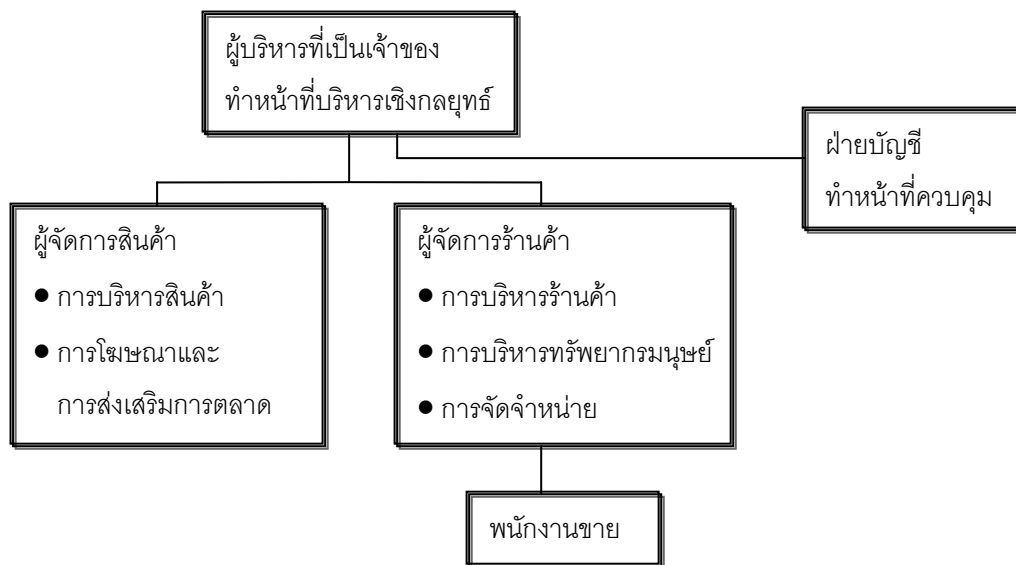 ผู้บริหารที่เป็นเจ้าของ
ทำหน้าที่บริหารเชิงกลยุทธ์
ฝ่ายบัญชี
ทำหน้าที่ควบคุม
ผู้จัดการสินค้า
● การบริหารสินค้า
● การโฆษณาและ
การส่งเสริมการตลาด
ผู้จัดการร้านค้า
● การบริหารร้านค้า
● การบริหารทรัพยากรมนุษย์
● การจัดจำหน่าย
พนักงานขาย